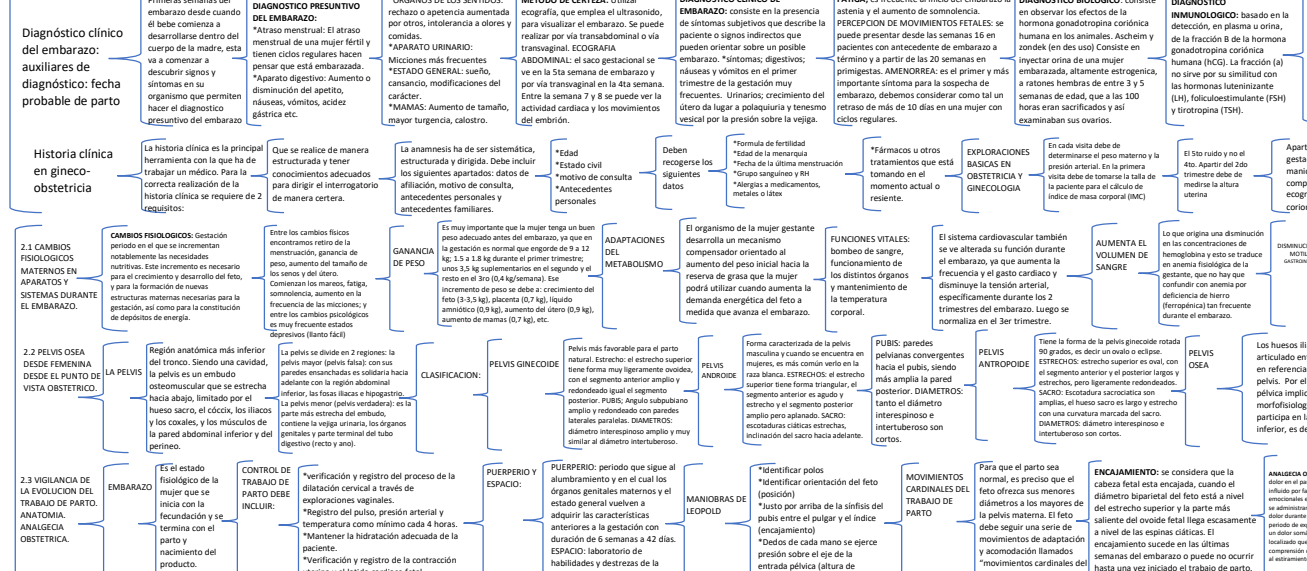 Diagnóstico clínico
del embarazo:
auxiliares de
diagnóstico: fecha
probable de parto
Primeras semanas del
embarazo desde cuando
él bebe comienza a
desarrollarse dentro del
cuerpo de la madre, esta
va a comenzar a
descubrir signos y
síntomas en su
organismo que permiten
hacer el diagnostico
presuntivo del embarazo
DIAGNOSTICO PRESUNTIVO
DEL EMBARAZO:
*Atraso menstrual: El atraso
menstrual de una mujer fértil y
tienen ciclos regulares hacen
pensar que está embarazada.
*Aparato digestivo: Aumento o
disminución del apetito,
náuseas, vómitos, acidez
gástrica etc.
*ORGANOS DE LOS SENTIDOS:
rechazo o apetencia aumentada
por otros, intolerancia a olores y
comidas.
*APARATO URINARIO:
Micciones más frecuentes
*ESTADO GENERAL: sueño,
cansancio, modificaciones del
carácter.
*MAMAS: Aumento de tamaño,
mayor turgencia, calostro.
METODO DE CERTEZA: Utilizar
ecografía, que emplea el ultrasonido,
para visualizar el embarazo. Se puede
realizar por vía transabdominal o vía
transvaginal. ECOGRAFIA
ABDOMINAL: el saco gestacional se
ve en la 5ta semana de embarazo y
por vía transvaginal en la 4ta semana.
Entre la semana 7 y 8 se puede ver la
actividad cardiaca y los movimientos
del embrión.
DIAGNOSTICO CLINICO DE
EMBARAZO: consiste en la presencia
de síntomas subjetivos que describe la
paciente o signos indirectos que
pueden orientar sobre un posible
embarazo. *síntomas; digestivos;
náuseas y vómitos en el primer
trimestre de la gestación muy
frecuentes. Urinarios; crecimiento del
útero da lugar a polaquiuria y tenesmo
vesical por la presión sobre la vejiga.
astenia y el aumento de somnolencia.
PERCEPCION DE MOVIMIENTOS FETALES: se
puede presentar desde las semanas 16 en
pacientes con antecedente de embarazo a
término y a partir de las 20 semanas en
primigestas. AMENORREA: es el primer y más
importante síntoma para la sospecha de
embarazo, debemos considerar como tal un
retraso de más de 10 días en una mujer con
ciclos regulares.
DIAGNOSTICO BIOLOGICO: consiste
en observar los efectos de la
hormona gonadotropina coriónica
humana en los animales. Ascheim y
zondek (en des uso) Consiste en
inyectar orina de una mujer
embarazada, altamente estrogenica,
a ratones hembras de entre 3 y 5
semanas de edad, que a las 100
horas eran sacrificados y así
examinaban sus ovarios.
DIAGNOSTICO
INMUNOLOGICO: basado en la
detección, en plasma u orina,
de la fracción B de la hormona
gonadotropina coriónica
humana (hCG). La fracción (a)
no sirve por su similitud con
las hormonas luteninizante
(LH), foliculoestimulante (FSH)
y tirotropina (TSH).
Historia clínica
en gineco-
obstetricia
La historia clínica es la principal
herramienta con la que ha de
trabajar un médico. Para la
correcta realización de la
historia clínica se requiere de 2
requisitos:
Que se realice de manera
estructurada y tener
conocimientos adecuados
para dirigir el interrogatorio
de manera certera.
La anamnesis ha de ser sistemática,
estructurada y dirigida. Debe incluir
los siguientes apartados: datos de
afiliación, motivo de consulta,
antecedentes personales y
antecedentes familiares.
*Edad
*Estado civil
*motivo de consulta
*Antecedentes
personales
Deben
recogerse los
siguientes
datos
*Formula de fertilidad
*Edad de la menarquia
*Fecha de la última menstruación
*Grupo sanguíneo y RH
*Alergias a medicamentos,
metales o látex
*Fármacos u otros
tratamientos que está
tomando en el
momento actual o
resiente.
EXPLORACIONES
BASICAS EN
OBSTETRICIA Y
GINECOLOGIA
En cada visita debe de
determinarse el peso materno y la
presión arterial. En la primera
visita debe de tomarse la talla de
la paciente para el cálculo de
índice de masa corporal (IMC)
El 5to ruido y no el
4to. Apartir del 2do
trimestre debe de
medirse la altura
uterina
2.1 CAMBIOS
FISIOLOGICOS
MATERNOS EN
APARATOS Y
SISTEMAS DURANTE
EL EMBARAZO.
CAMBIOS FISIOLOGICOS: Gestación
periodo en el que se incrementan
notablemente las necesidades
nutritivas. Este incremento es necesario
para el crecimiento y desarrollo del feto,
y para la formación de nuevas
estructuras maternas necesarias para la
gestación, así como para la constitución
de depósitos de energía.
Entre los cambios físicos
encontramos retiro de la
menstruación, ganancia de
peso, aumento del tamaño de
los senos y del útero.
Comienzan los mareos, fatiga,
somnolencia, aumento en la
frecuencia de las micciones; y
entre los cambios psicológicos
es muy frecuente estados
depresivos (llanto fácil)
GANANCIA
DE PESO
Es muy importante que la mujer tenga un buen
peso adecuado antes del embarazo, ya que en
la gestación es normal que engorde de 9 a 12
kg; 1.5 a 1.8 kg durante el primer trimestre;
unos 3,5 kg suplementarios en el segundo y el
resto en el 3ro (0,4 kg/semana). Ese
incremento de peso se debe a: crecimiento del
feto (3-3,5 kg), placenta (0,7 kg), líquido
amniótico (0,9 kg), aumento del útero (0,9 kg),
aumento de mamas (0,7 kg), etc.
ADAPTACIONES
DEL
METABOLISMO
El organismo de la mujer gestante
desarrolla un mecanismo
compensador orientado al
aumento del peso inicial hacia la
reserva de grasa que la mujer
podrá utilizar cuando aumenta la
demanda energética del feto a
medida que avanza el embarazo.
FUNCIONES VITALES:
bombeo de sangre,
funcionamiento de
los distintos órganos
y mantenimiento de
la temperatura
corporal.
El sistema cardiovascular también
se ve alterada su función durante
el embarazo, ya que aumenta la
frecuencia y el gasto cardiaco y
disminuye la tensión arterial,
específicamente durante los 2
trimestres del embarazo. Luego se
normaliza en el 3er trimestre.
AUMENTA EL
VOLUMEN DE
SANGRE
Lo que origina una disminución
en las concentraciones de
hemoglobina y esto se traduce
en anemia fisiológica de la
gestante, que no hay que
confundir con anemia por
deficiencia de hierro
(ferropénica) tan frecuente
durante el embarazo.
2.2 PELVIS OSEA
DESDE FEMENINA
DESDE EL PUNTO DE
VISTA OBSTETRICO.
LA PELVIS
Región anatómica más inferior
del tronco. Siendo una cavidad,
la pelvis es un embudo
osteomuscular que se estrecha
hacia abajo, limitado por el
hueso sacro, el cóccix, los iliacos
y los coxales, y los músculos de
la pared abdominal inferior y del
perineo.
La pelvis se divide en 2 regiones: la
pelvis mayor (pelvis falsa): con sus
paredes ensanchadas es solidaria hacia
adelante con la región abdominal
inferior, las fosas iliacas e hipogastrio.
La pelvis menor (pelvis verdadera): es la
parte más estrecha del embudo,
contiene la vejiga urinaria, los órganos
genitales y parte terminal del tubo
digestivo (recto y ano).
CLASIFICACION:
PELVIS GINECOIDE
Pelvis más favorable para el parto
natural. Estrecho: el estrecho superior
tiene forma muy ligeramente ovoidea,
con el segmento anterior amplio y
redondeado igual el segmento
posterior. PUBIS; Angulo subpubiano
amplio y redondeado con paredes
laterales paralelas. DIAMETROS:
diámetro interespinoso amplio y muy
similar al diámetro intertuberoso.
PELVIS
ANDROIDE
Forma caracterizada de la pelvis
masculina y cuando se encuentra en
mujeres, es más común verlo en la
raza blanca. ESTRECHOS: el estrecho
superior tiene forma triangular, el
segmento anterior es agudo y
estrecho y el segmento posterior
amplio pero aplanado. SACRO:
escotaduras ciáticas estrechas,
Inclinación del sacro hacia adelante.
PUBIS: paredes
pelvianas convergentes
hacia el pubis, siendo
más amplia la pared
posterior. DIAMETROS:
tanto el diámetro
interespinoso e
intertuberoso son
cortos.
PELVIS
ANTROPOIDE
Tiene la forma de la pelvis ginecoide rotada
90 grados, es decir un ovalo o eclipse.
ESTRECHOS: estrecho superior es oval, con
el segmento anterior y el posterior largos y
estrechos, pero ligeramente redondeados.
SACRO: Escotadura sacrociatica son
amplias, el hueso sacro es largo y estrecho
con una curvatura marcada del sacro.
DIAMETROS: diámetro interespinoso e
intertuberoso son cortos.
PELVIS
OSEA
2.3 VIGILANCIA DE
LA EVOLUCION DEL
TRABAJO DE PARTO.
ANATOMIA.
ANALGECIA
OBSTETRICA.
EMBARAZO
Es el estado
fisiológico de la
mujer que se
inicia con la
fecundación y se
termina con el
parto y
nacimiento del
producto.
CONTROL DE
TRABAJO DE
PARTO DEBE
INCLUIR:
*verificación y registro del proceso de la
dilatación cervical a través de
exploraciones vaginales.
*Registro del pulso, presión arterial y
temperatura como mínimo cada 4 horas.
*Mantener la hidratación adecuada de la
paciente.
*Verificación y registro de la contracción
PUERPERIO Y
ESPACIO:
PUERPERIO: periodo que sigue al
alumbramiento y en el cual los
órganos genitales maternos y el
estado general vuelven a
adquirir las características
anteriores a la gestación con
duración de 6 semanas a 42 días.
ESPACIO: laboratorio de
habilidades y destrezas de la
MANIOBRAS DE
LEOPOLD
*Identificar polos
*Identificar orientación del feto
(posición)
*Justo por arriba de la sínfisis del
pubis entre el pulgar y el índice
(encajamiento)
*Dedos de cada mano se ejerce
presión sobre el eje de la
entrada pélvica (altura de
MOVIMIENTOS
CARDINALES DEL
TRABAJO DE
PARTO
Para que el parto sea
normal, es preciso que el
feto ofrezca sus menores
diámetros a los mayores de
la pelvis materna. El feto
debe seguir una serie de
movimientos de adaptación
y acomodación llamados
"movimientos cardinales del
ENCAJAMIENTO: se considera que la
cabeza fetal esta encajada, cuando el
diámetro biparietal del feto está a nivel
del estrecho superior y la parte más
saliente del ovoide fetal llega escasamente
a nivel de las espinas ciáticas. El
encajamiento sucede en las últimas
semanas del embarazo o puede no ocurrir
hasta una vez iniciado el trabajo de parto.